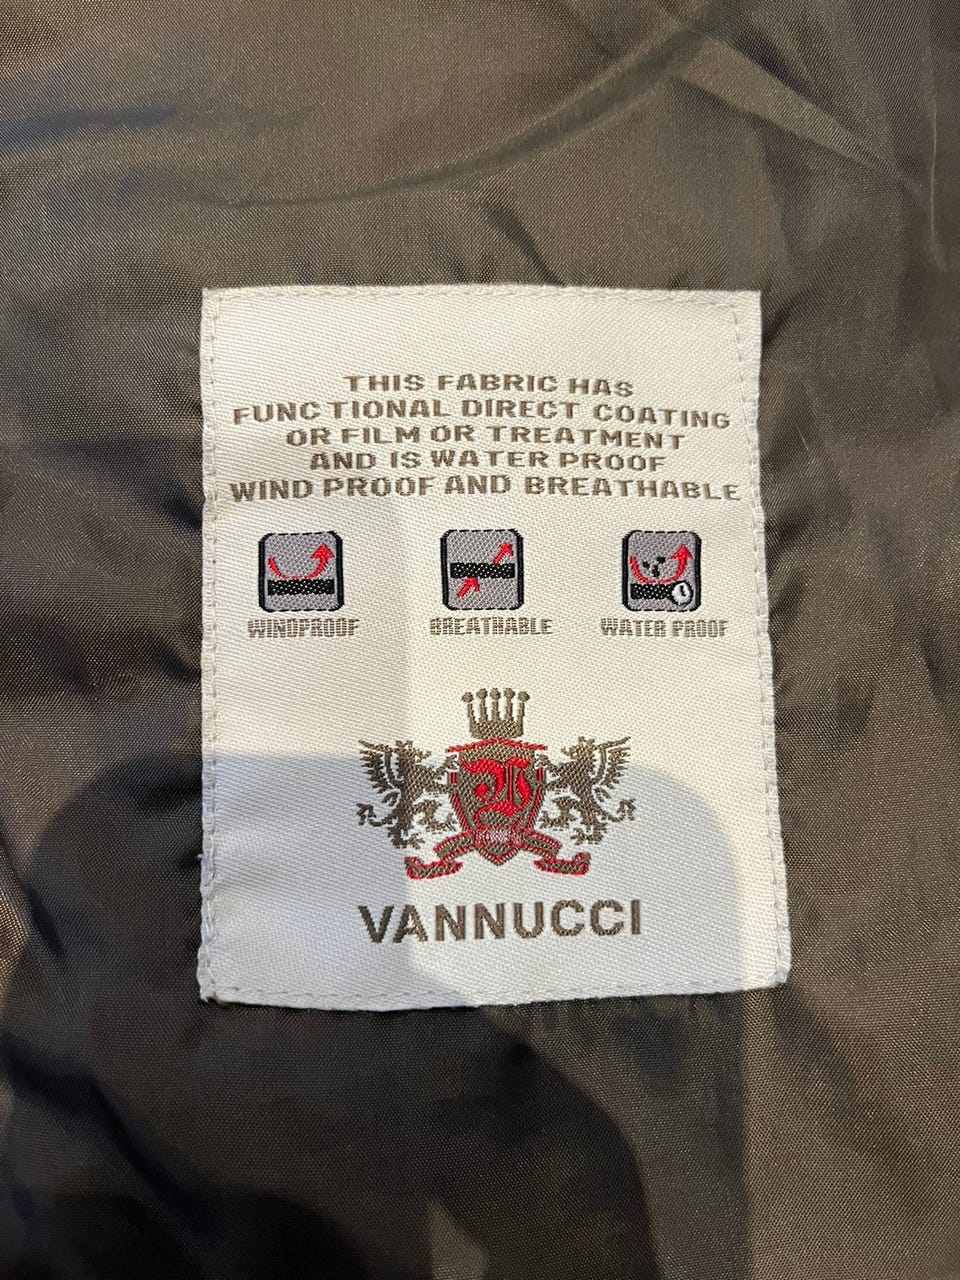 THIS FABRIC HAS
FUNCTIONAL DIRECT COATING
OR FILM OR TREATMENT
AND IS WATER PROOF
WIND PROOF AND BREATHABLE
WINDPROOF BREATHABLE WATER PROOF
VANNUCCI